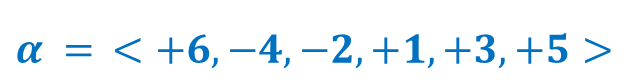 α = < +6, −4, −2, +1, +3, +5 >